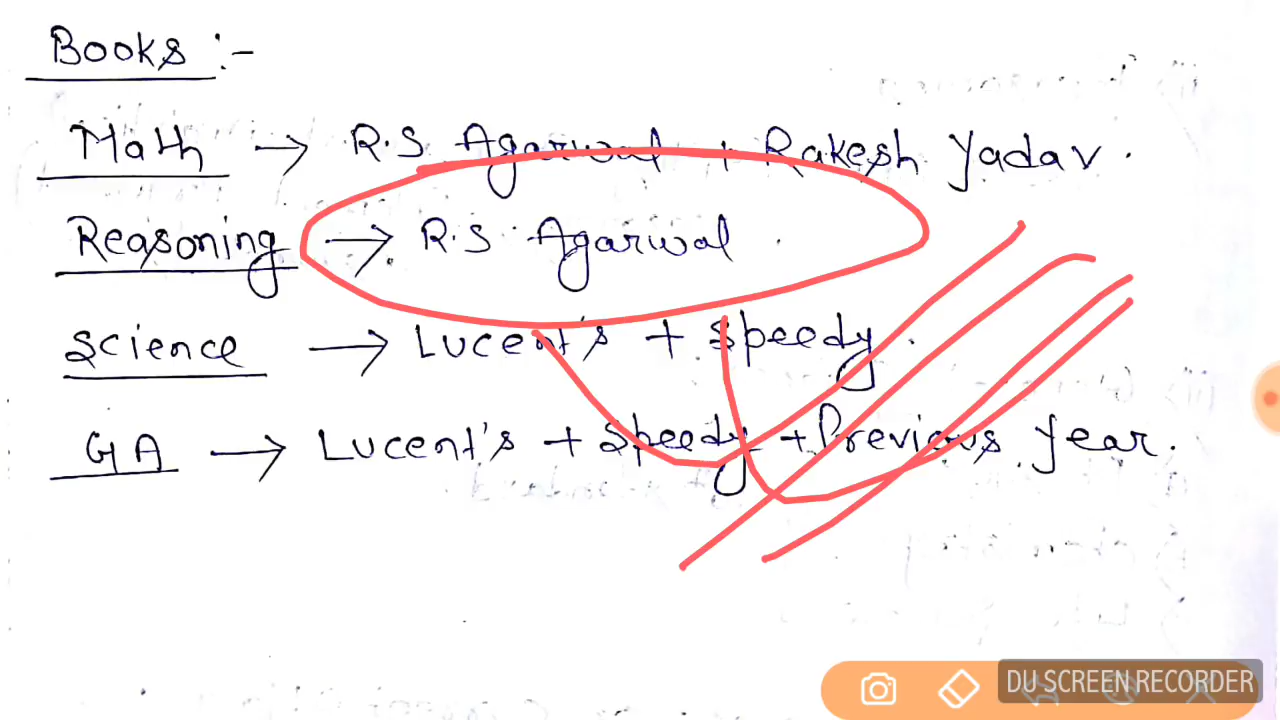 Books :-
Math → R.S Agarwal + Rakesh Yadav.
Reasoning → R.S Agarwal.
Science → Lucent's + Speedy.
GA → Lucent's + Speedy + Previous Year.
DU SCREEN RECORDER